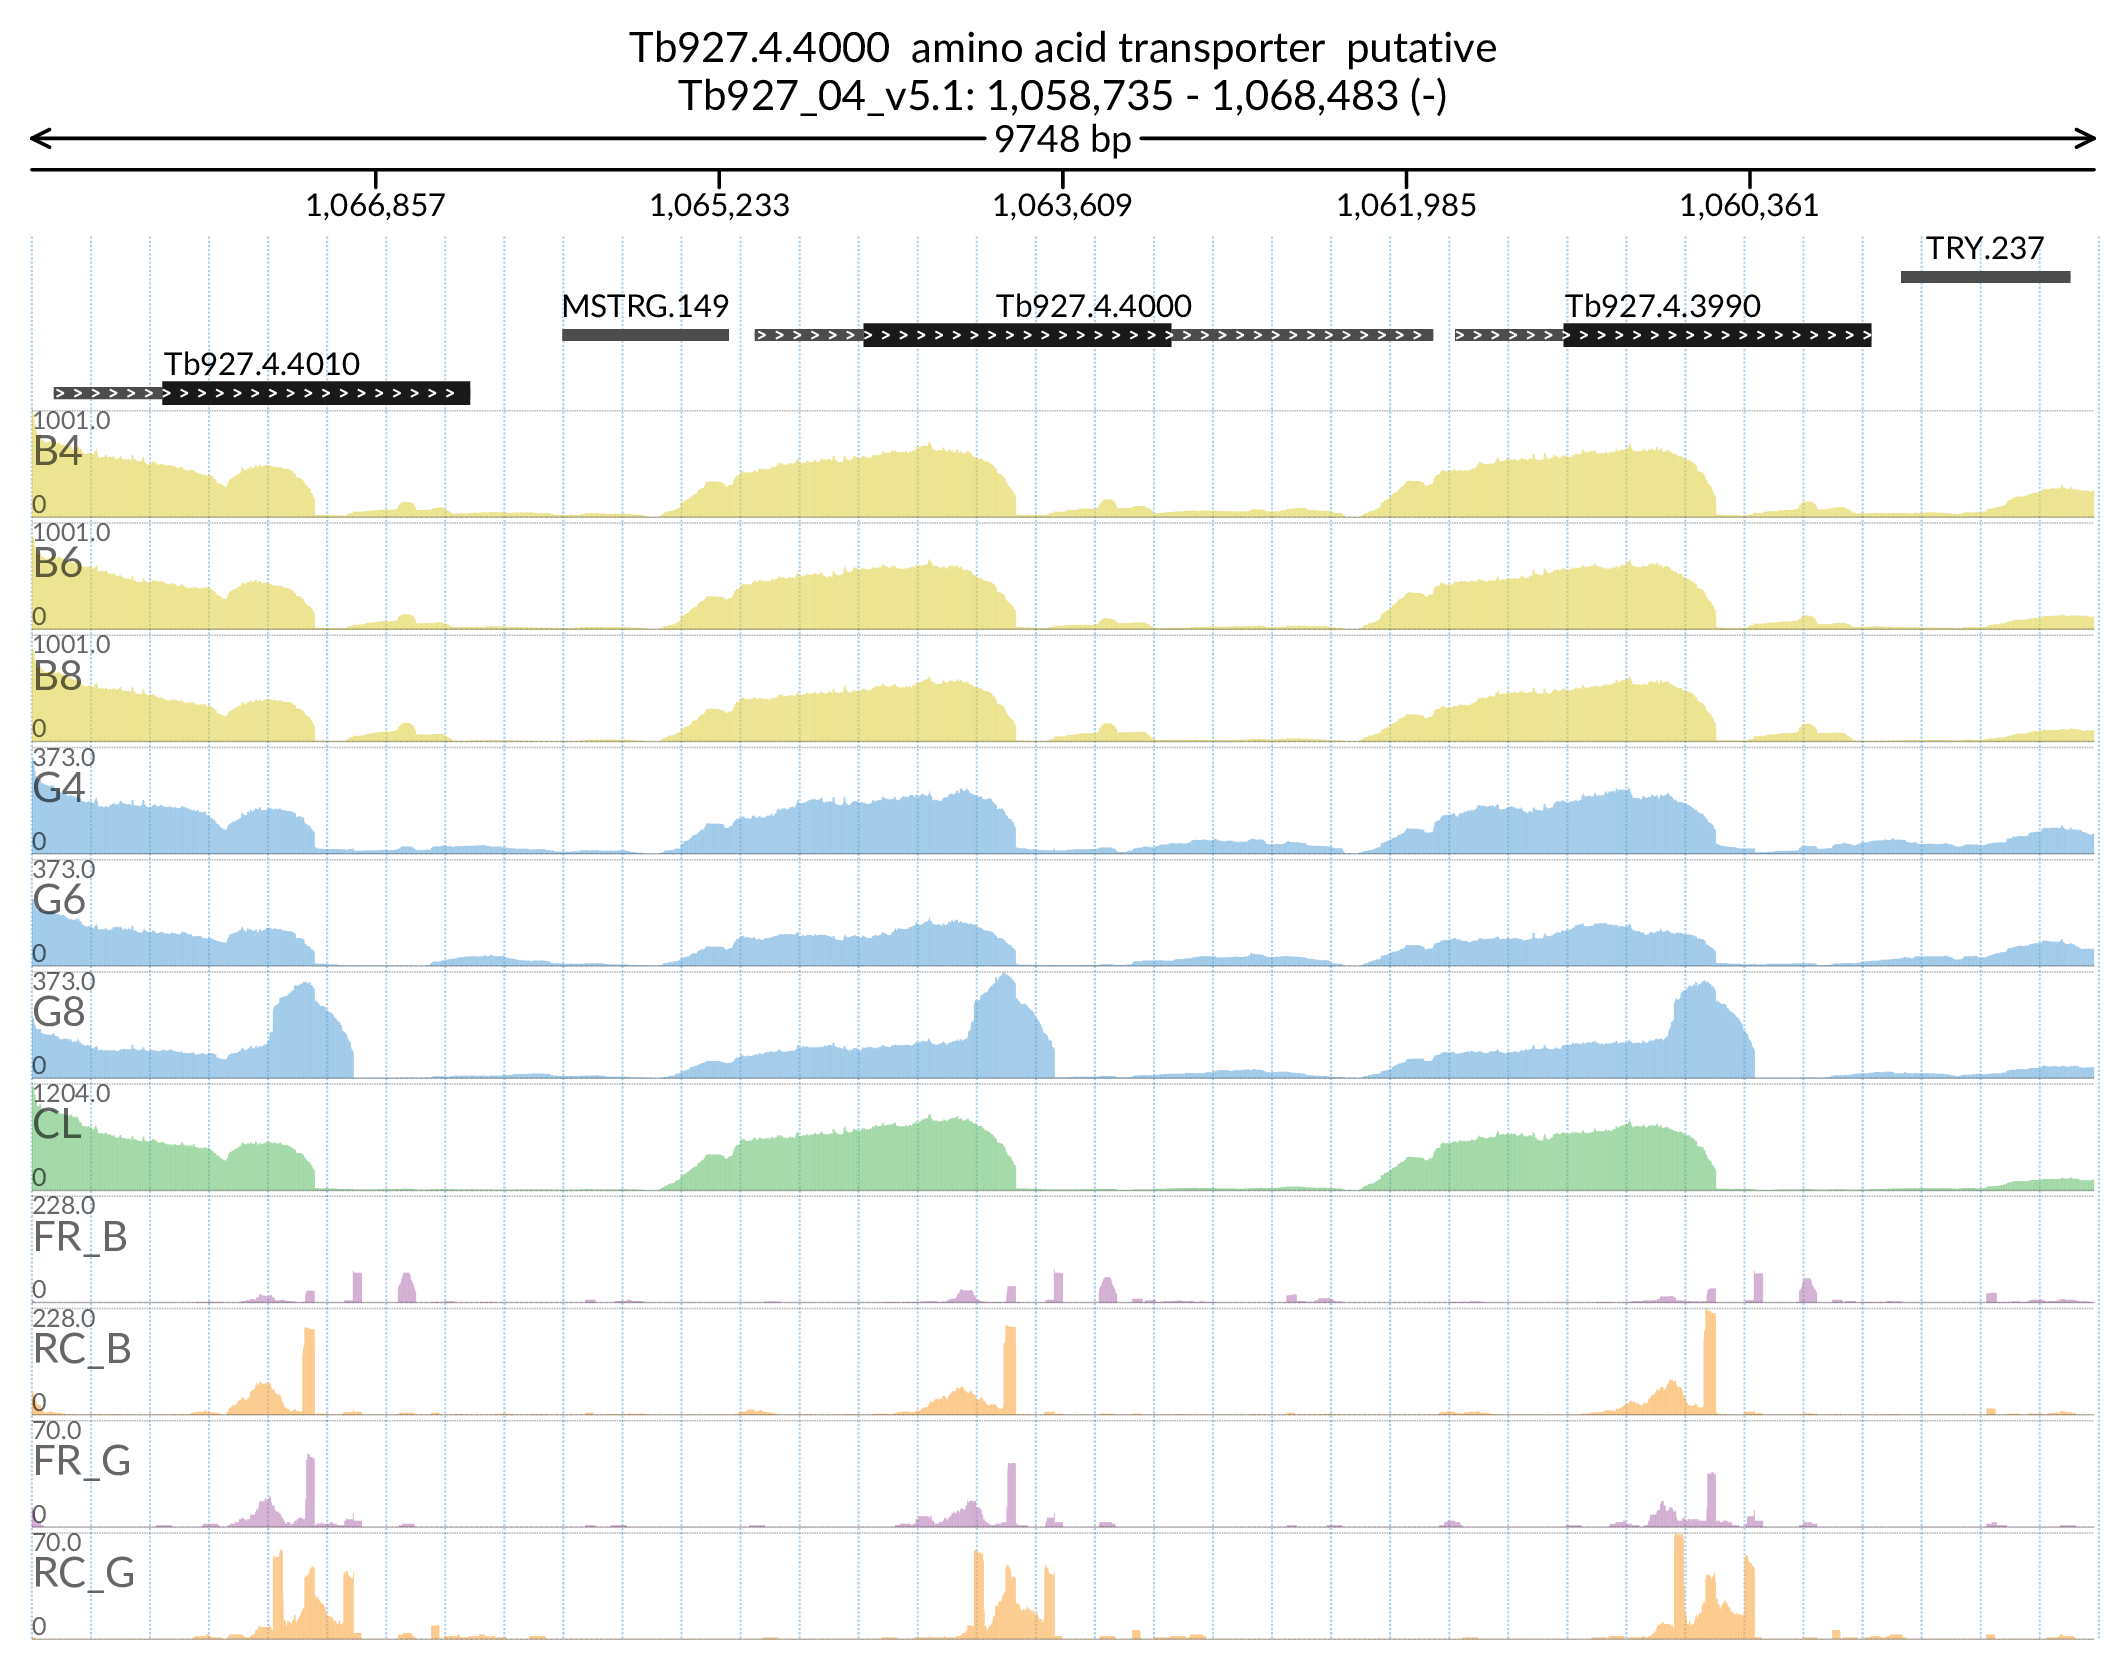 Tb927.4.4000  amino acid transporter  putative
Tb927_04_v5.1: 1,058,735 - 1,068,483 (-)
9748 bp
1,066,857 1,065,233 1,063,609 1,061,985 1,060,361
TRY.237
MSTRG.149 Tb927.4.4000 Tb927.4.3990
Tb927.4.4010
1001.0
B4
0
1001.0
B6
0
1001.0
B8
0
373.0
G4
0
373.0
G6
0
373.0
G8
0
1204.0
CL
0
228.0
FR_B
0
228.0
RC_B
0
70.0
FR_G
0
70.0
RC_G
0